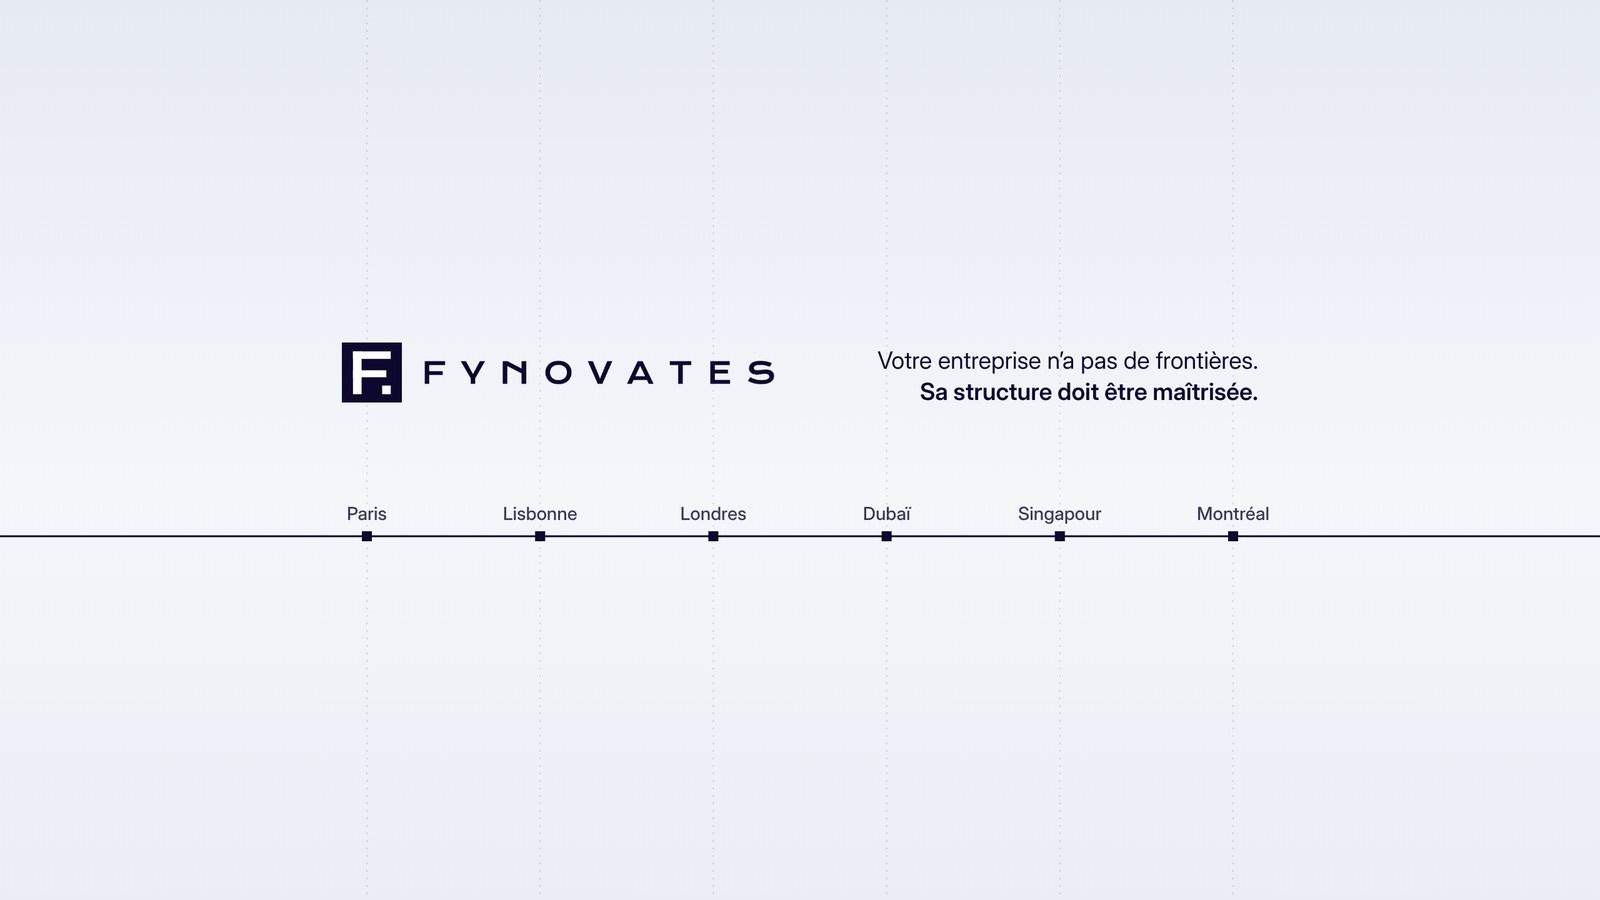 F.
FYNOVATES
Votre entreprise n’a pas de frontières.
Sa structure doit être maîtrisée.
Paris
Lisbonne
Londres
Dubaï
Singapour
Montréal